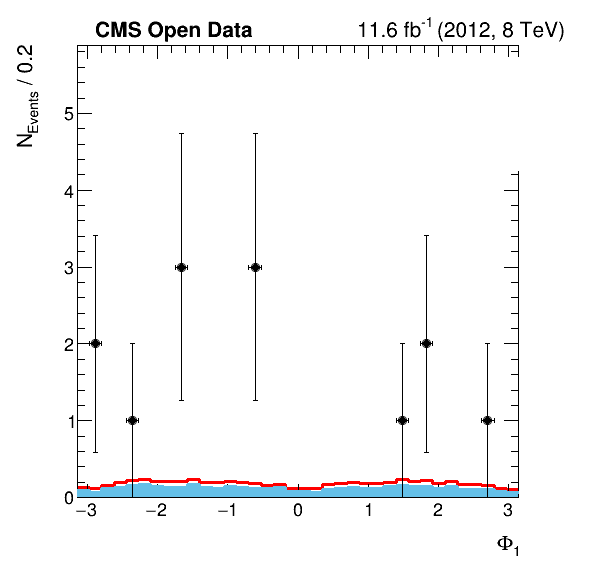 CMS Open Data
11.6 fb⁻¹ (2012, 8 TeV)
N_Events / 0.2
5
4
3
2
1
0
−3 −2 −1 0 1 2 3
Φ₁